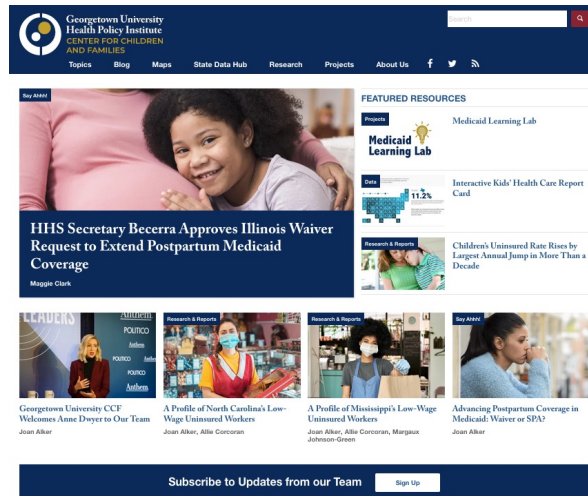 Georgetown University
Health Policy Institute
CENTER FOR CHILDREN
AND FAMILIES
Search
Topics Blog Maps State Data Hub Research Projects About Us
Say Ahhh!
HHS Secretary Becerra Approves Illinois Waiver
Request to Extend Postpartum Medicaid
Coverage
Maggie Clark
FEATURED RESOURCES
Projects
Medicaid
Learning Lab
Medicaid Learning Lab
Data
11.2%
Interactive Kids' Health Care Report
Card
Research & Reports
Children's Uninsured Rate Rises by
Largest Annual Jump in More Than a
Decade
LEADERS
Anthem
POLITICO
Anthem
POLITICO
POLITICO
Anthem
Georgetown University CCF
Welcomes Anne Dwyer to Our Team
Joan Alker
Research & Reports
A Profile of North Carolina's Low-
Wage Uninsured Workers
Joan Alker, Allie Corcoran
Research & Reports
A Profile of Mississippi's Low-Wage
Uninsured Workers
Joan Alker, Allie Corcoran, Margaux
Johnson-Green
Say Ahhh!
Advancing Postpartum Coverage in
Medicaid: Waiver or SPA?
Joan Alker
Subscribe to Updates from our Team
Sign Up